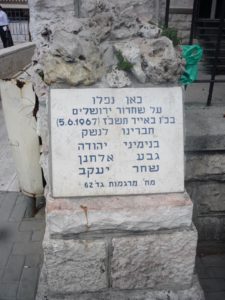 כאן נפלו
על שחרור ירושלים
בכ"ו באייר תשכ"ז (5.6.1967)
חברינו לנשק
בנימיני יהודה
גבע אלחנן
שחר יעקב
מח' מרגמות גד' 62